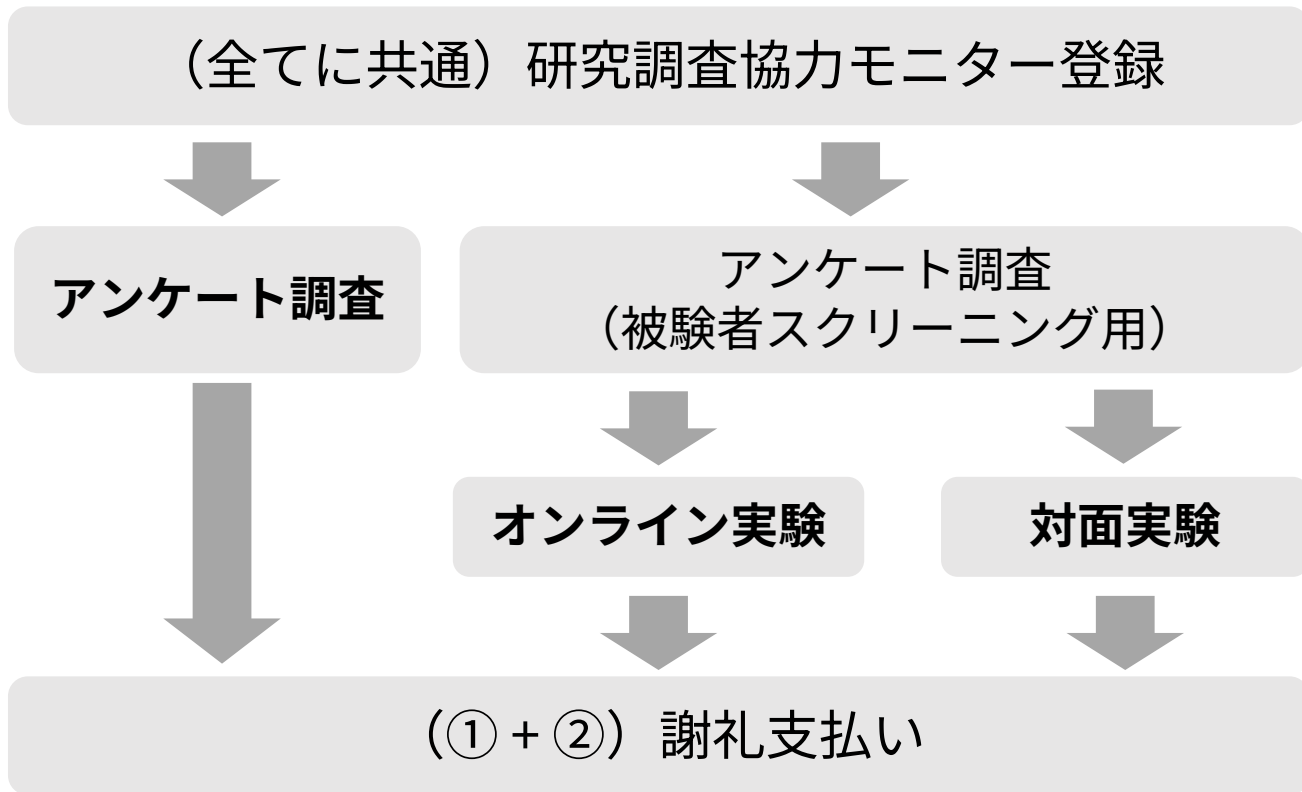 （全てに共通）研究調査協力モニター登録
アンケート調査
アンケート調査
（被験者スクリーニング用）
オンライン実験
対面実験
（①＋②）謝礼支払い